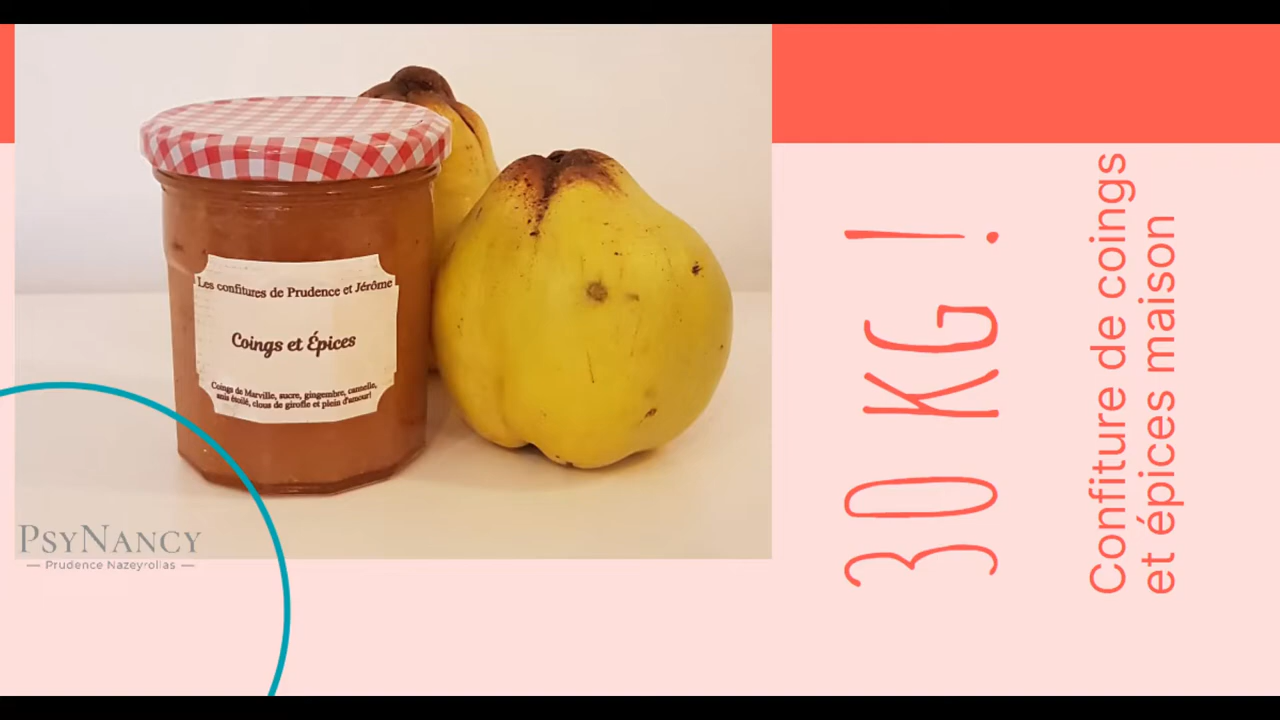 Les confitures de Prudence et Jérôme
Coings et Épices
Coings de Marville, sucre, gingembre, cannelle,
anis étoilé, clous de girofle et plein d'amour!
PSYNANCY
Prudence Nazeyrollas
30 KG !
Confiture de coings
et épices maison